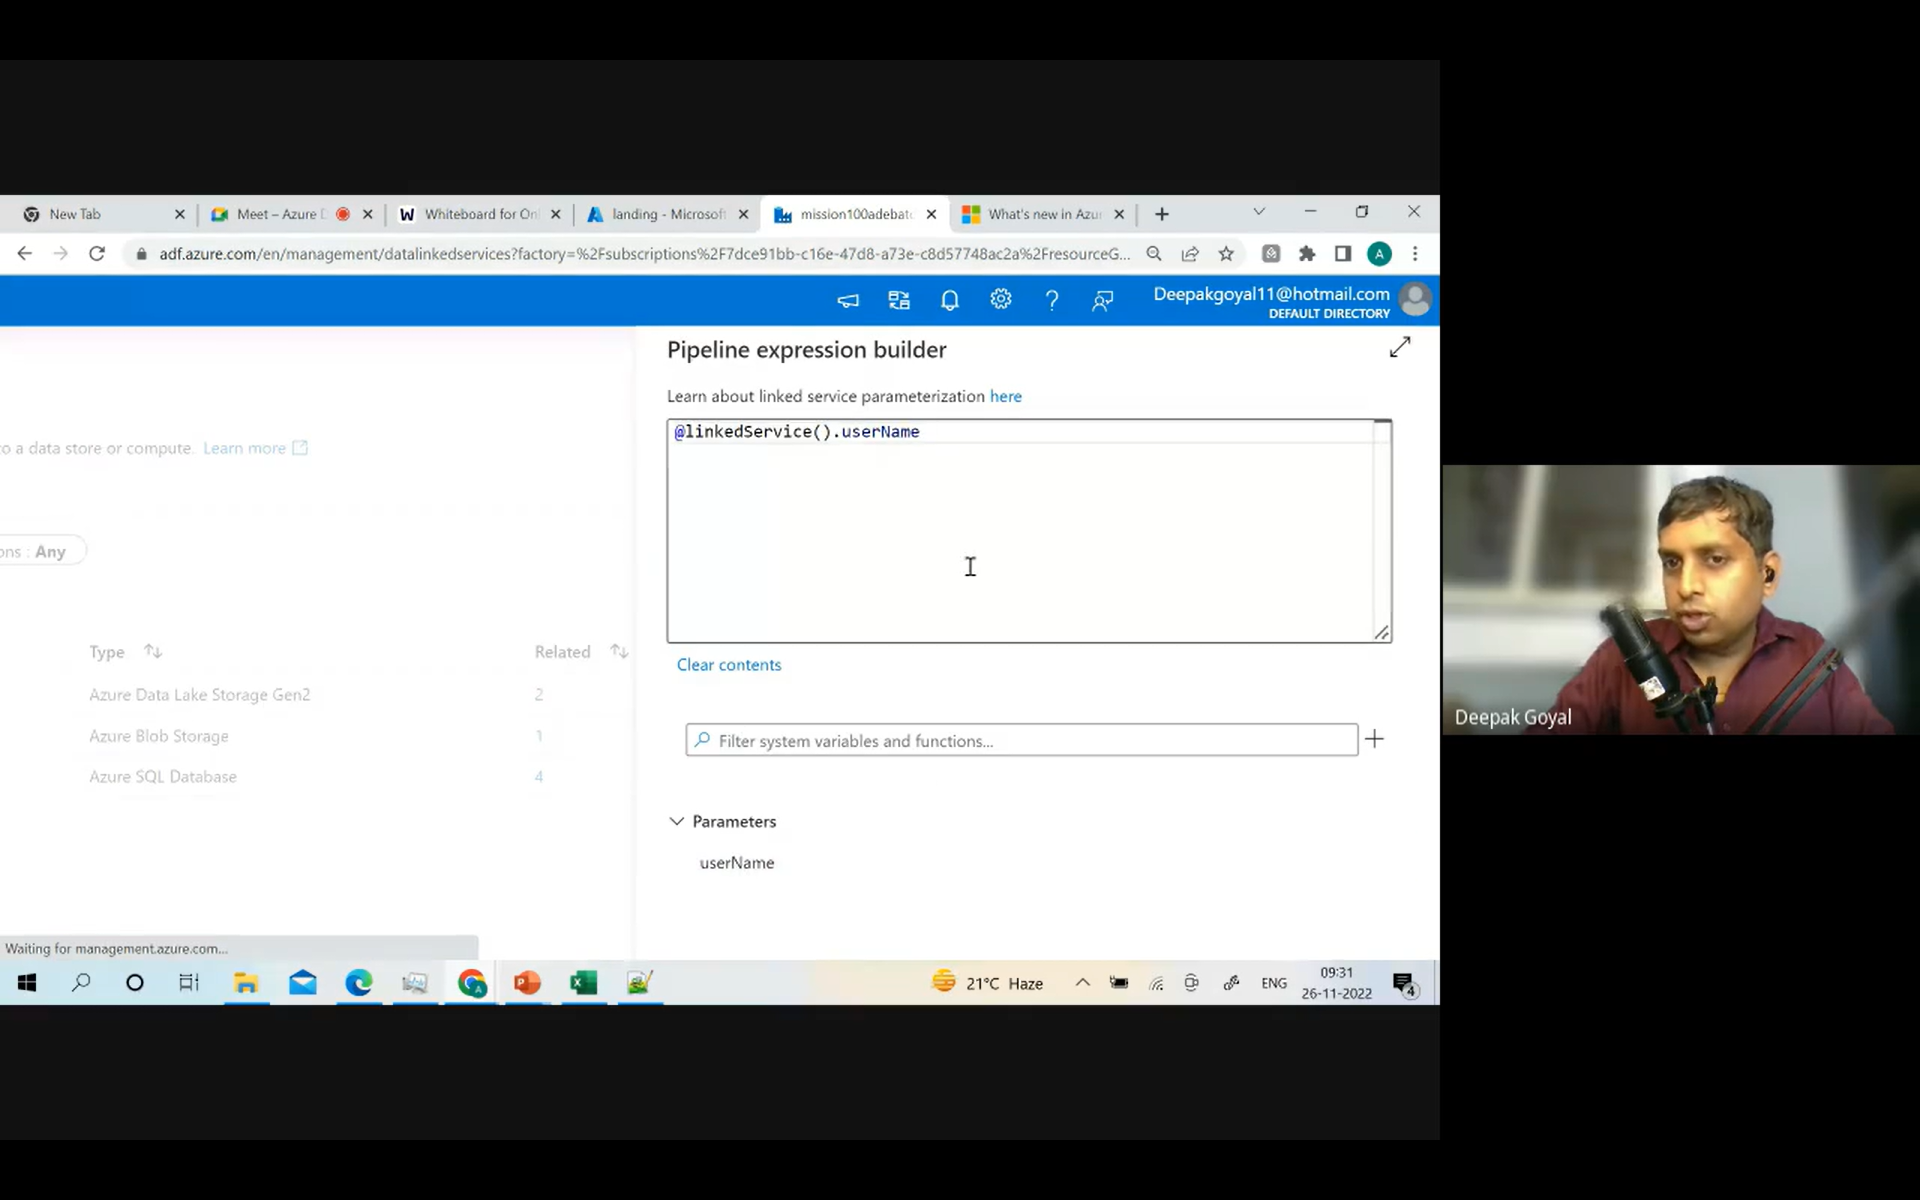 New Tab
Meet – Azure D
Whiteboard for Onl
landing - Microsoft
mission100adebatc
What's new in Azur
adf.azure.com/en/management/datalinkedservices?factory=%2Fsubscriptions%2F7dce91bb-c16e-47d8-a73e-c8d57748ac2a%2FresourceG...
A
Deepakgoyal11@hotmail.com
DEFAULT DIRECTORY
Pipeline expression builder
Learn about linked service parameterization here
@linkedService().userName
o a data store or compute. Learn more
ons : Any
Type
Related
Azure Data Lake Storage Gen2
2
Azure Blob Storage
1
Azure SQL Database
4
Clear contents
Filter system variables and functions...
Parameters
userName
Deepak Goyal
Waiting for management.azure.com...
21°C Haze
ENG
09:31
26-11-2022
4